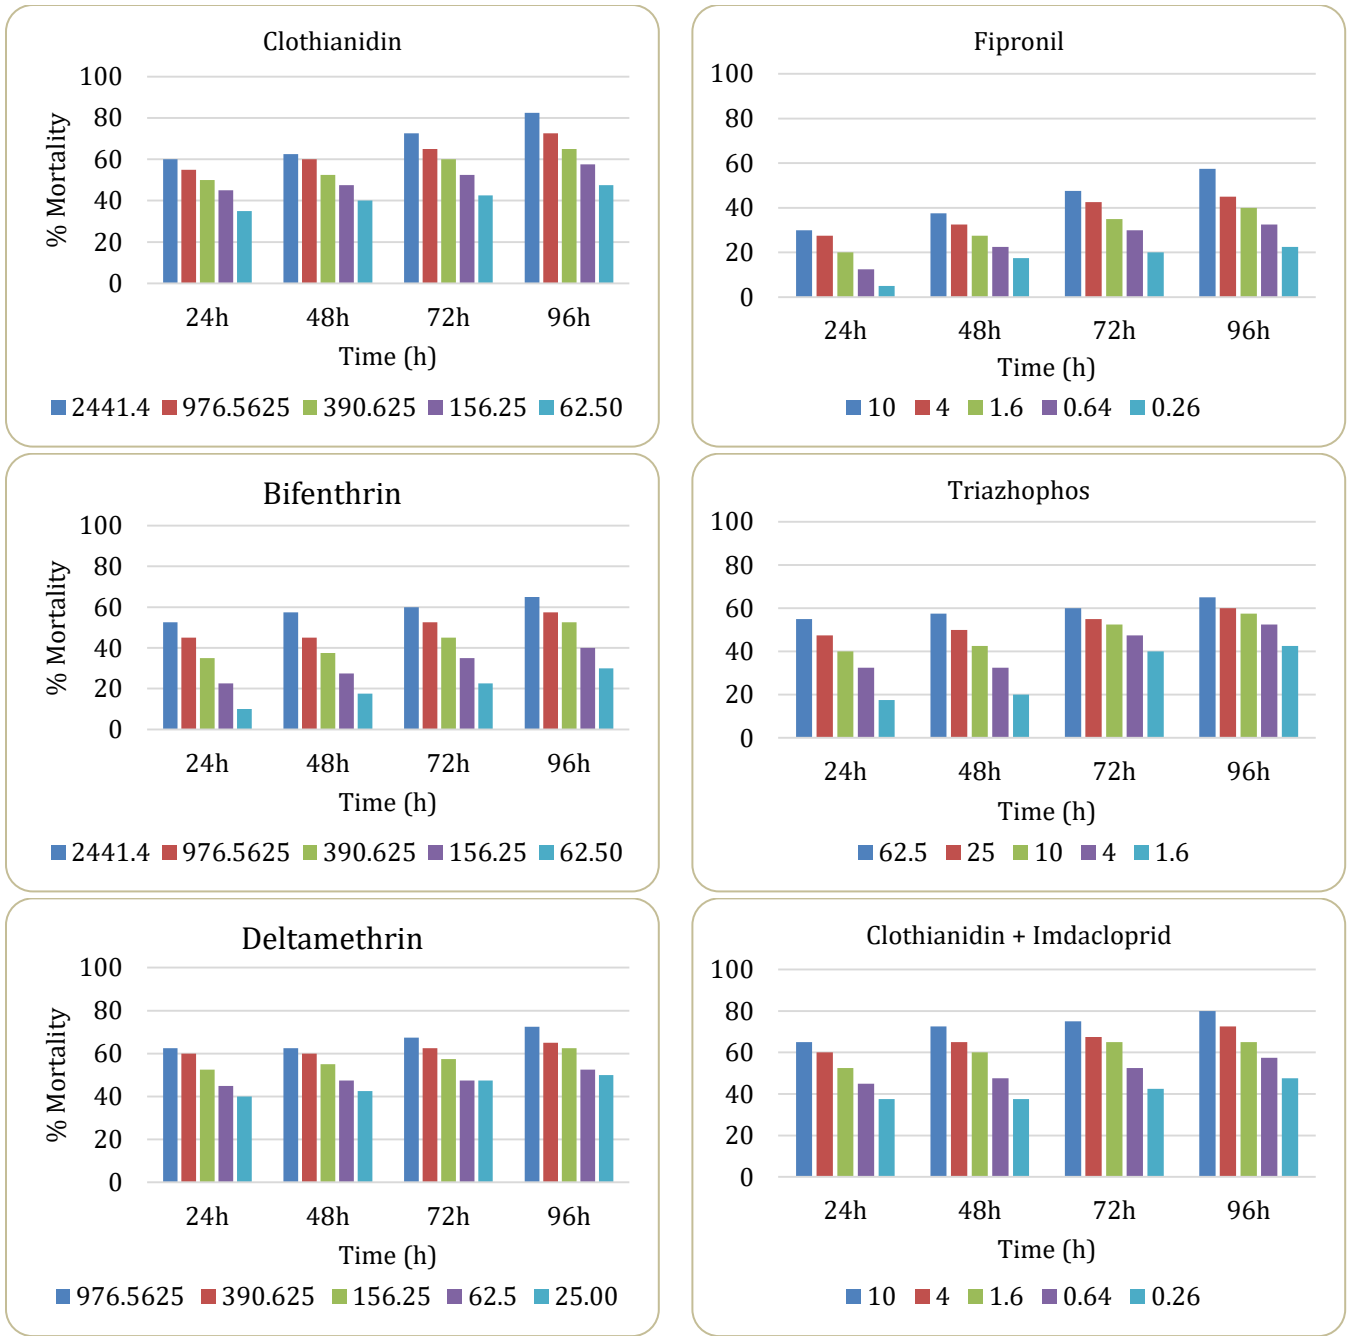 Clothianidin
% Mortality
100
80
60
40
20
0
24h 48h 72h 96h
Time (h)
2441.4 976.5625 390.625 156.25 62.50
Fipronil
100
80
60
40
20
0
24h 48h 72h 96h
Time (h)
10 4 1.6 0.64 0.26
Bifenthrin
% Mortality
100
80
60
40
20
0
24h 48h 72h 96h
Time (h)
2441.4 976.5625 390.625 156.25 62.50
Triazhophos
100
80
60
40
20
0
24h 48h 72h 96h
Time (h)
62.5 25 10 4 1.6
Deltamethrin
% Mortality
100
80
60
40
20
0
24h 48h 72h 96h
Time (h)
976.5625 390.625 156.25 62.5 25.00
Clothianidin + Imdacloprid
100
80
60
40
20
0
24h 48h 72h 96h
Time (h)
10 4 1.6 0.64 0.26